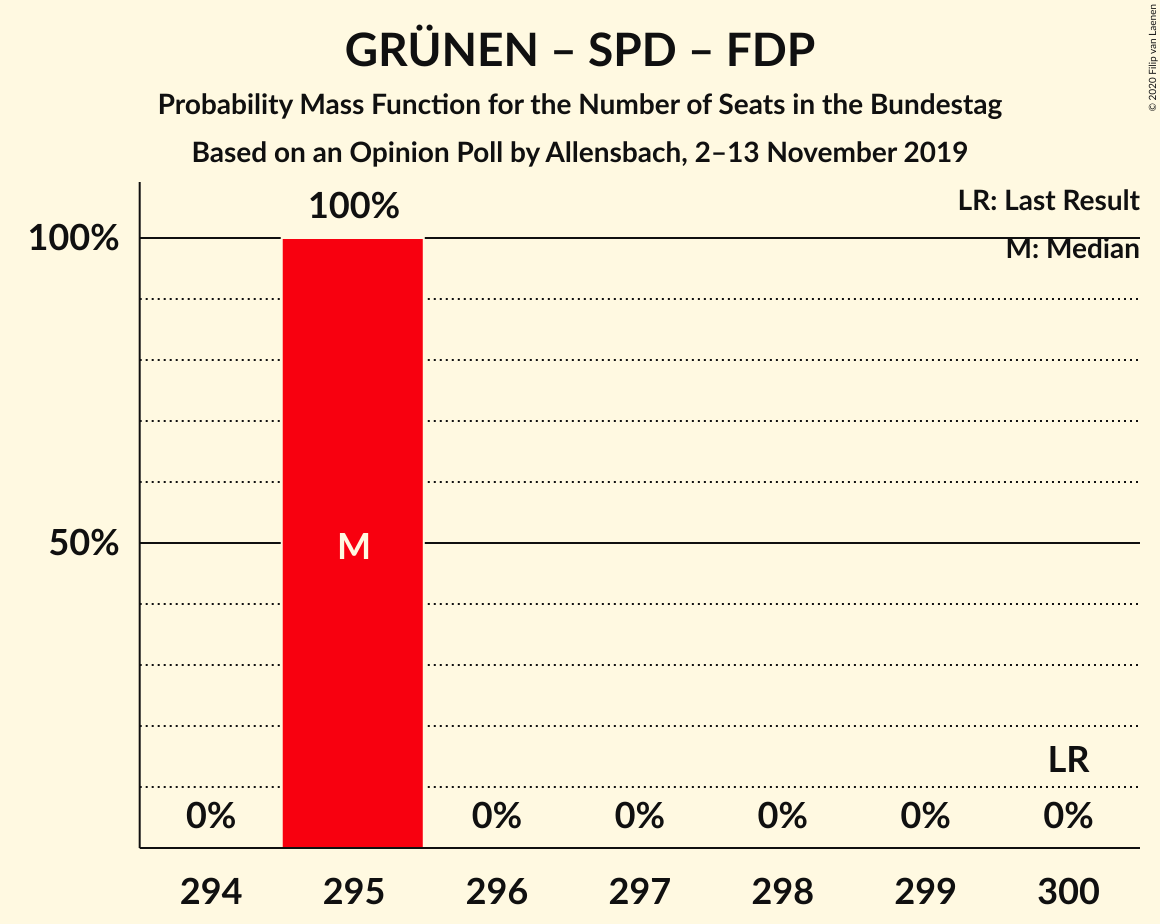 GRÜNEN – SPD – FDP
Probability Mass Function for the Number of Seats in the Bundestag
Based on an Opinion Poll by Allensbach, 2–13 November 2019
© 2020 Filip van Laenen
LR: Last Result
M: Median
100%
100%
50%
M
LR
0%
0%
0%
0%
0%
0%
294
295
296
297
298
299
300